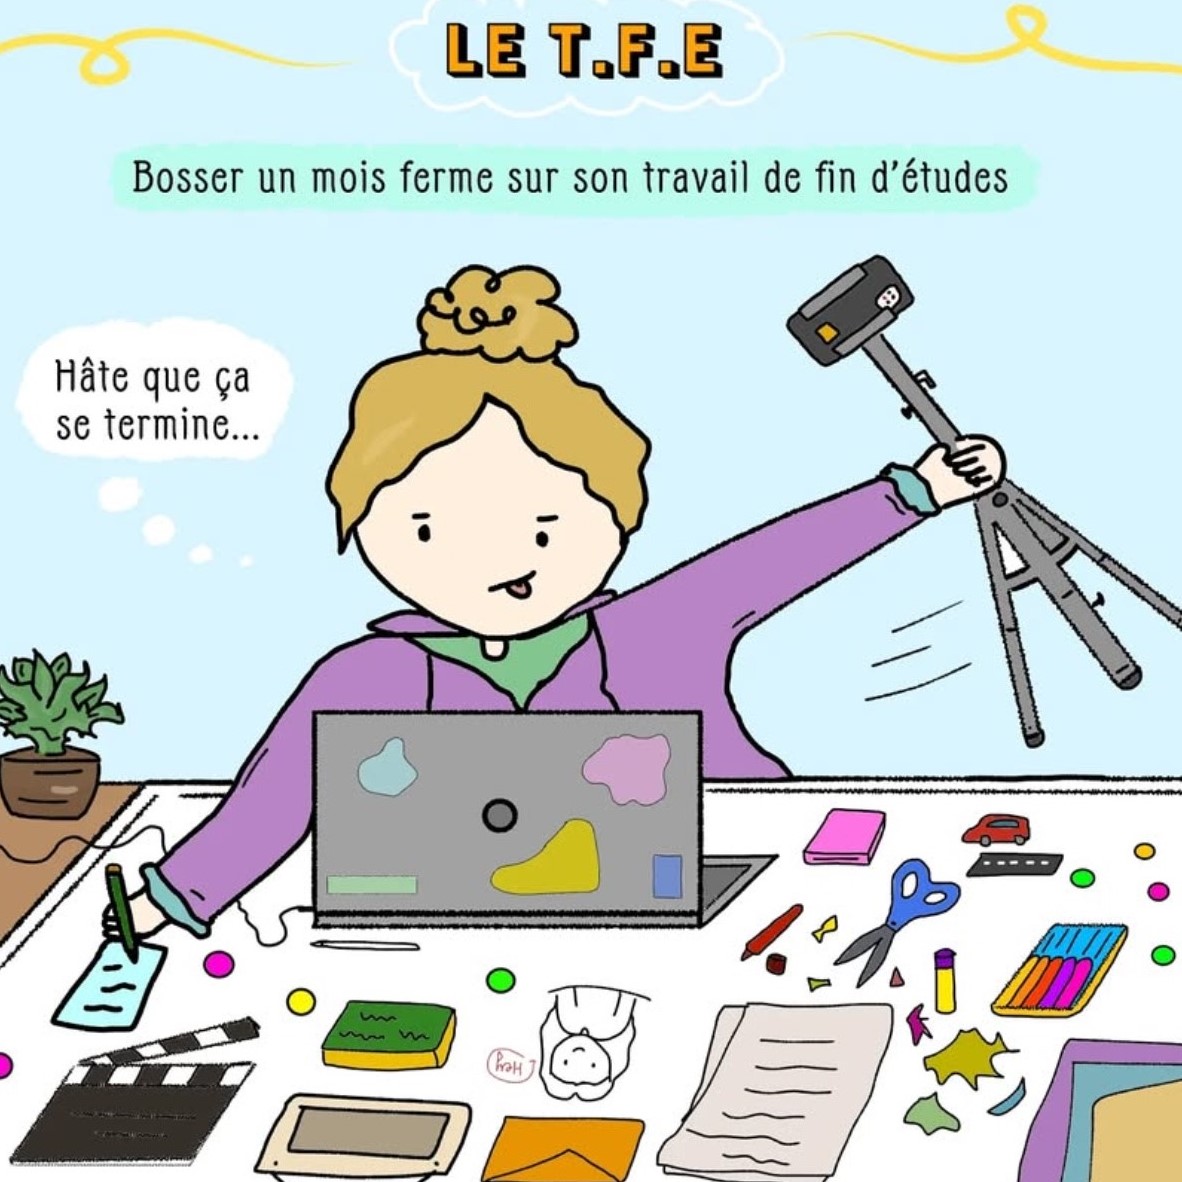 LE T.F.E
Bosser un mois ferme sur son travail de fin d'études
Hâte que ça
se termine...
Hey